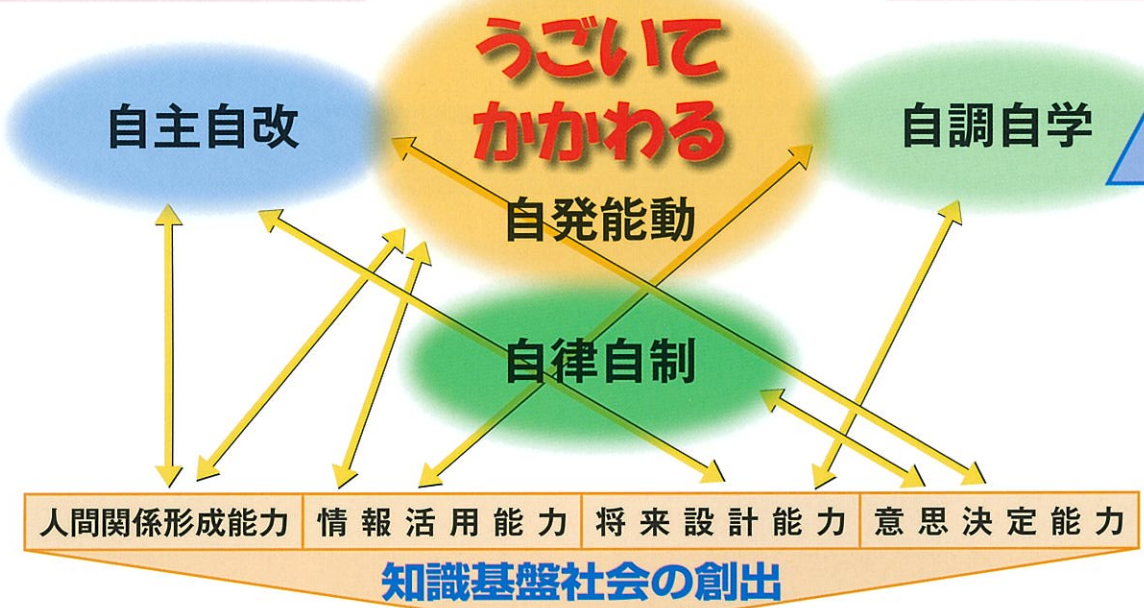 うごいて
かかわる
自主自改
自調自学
自発能動
自律自制
人間関係形成能力
情報活用能力
将来設計能力
意思決定能力
知識基盤社会の創出